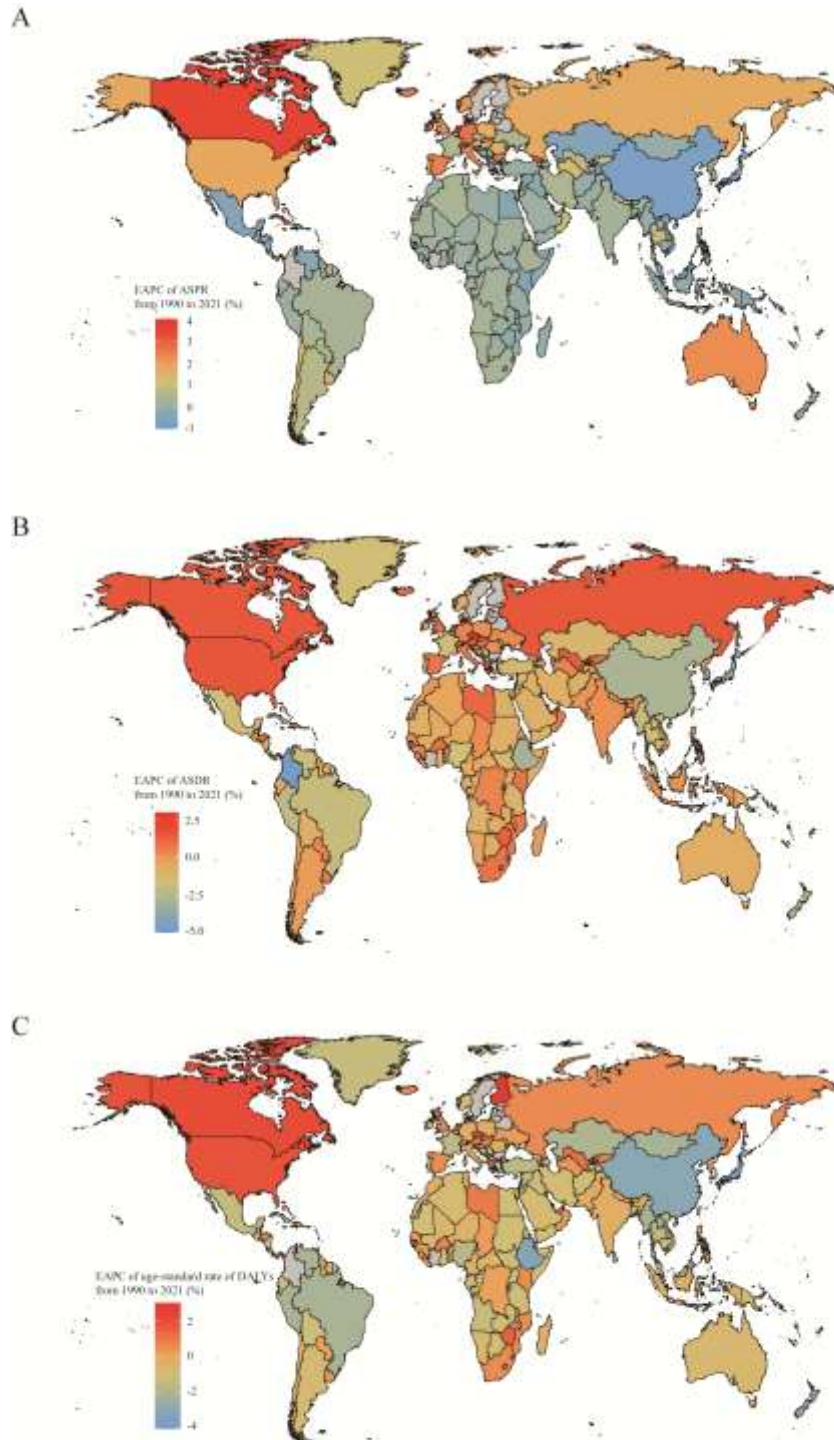 A
EAPC of ASPR
from 1990 to 2021 (%)
4
3
2
1
0
-1
B
EAPC of ASDR
from 1990 to 2021 (%)
2.5
0.0
-2.5
-5.0
C
EAPC of age-standard rate of DALYs
from 1990 to 2021 (%)
2
0
-2
-4